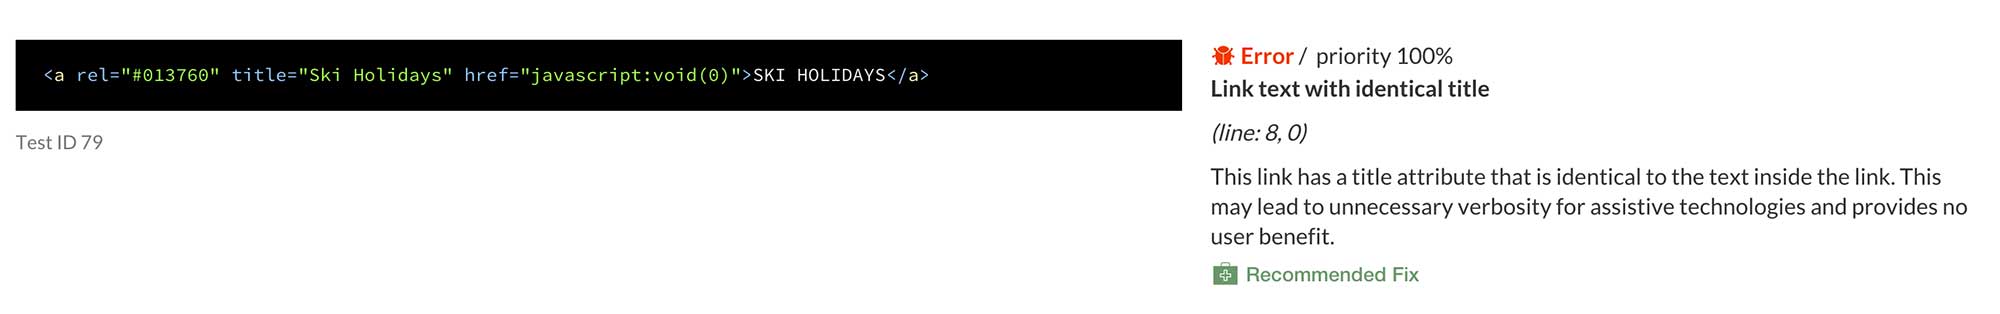 <a rel="#013760" title="Ski Holidays" href="javascript:void(0)">SKI HOLIDAYS</a>
Test ID 79
Error / priority 100%
Link text with identical title
(line: 8, 0)
This link has a title attribute that is identical to the text inside the link. This
may lead to unnecessary verbosity for assistive technologies and provides no
user benefit.
Recommended Fix